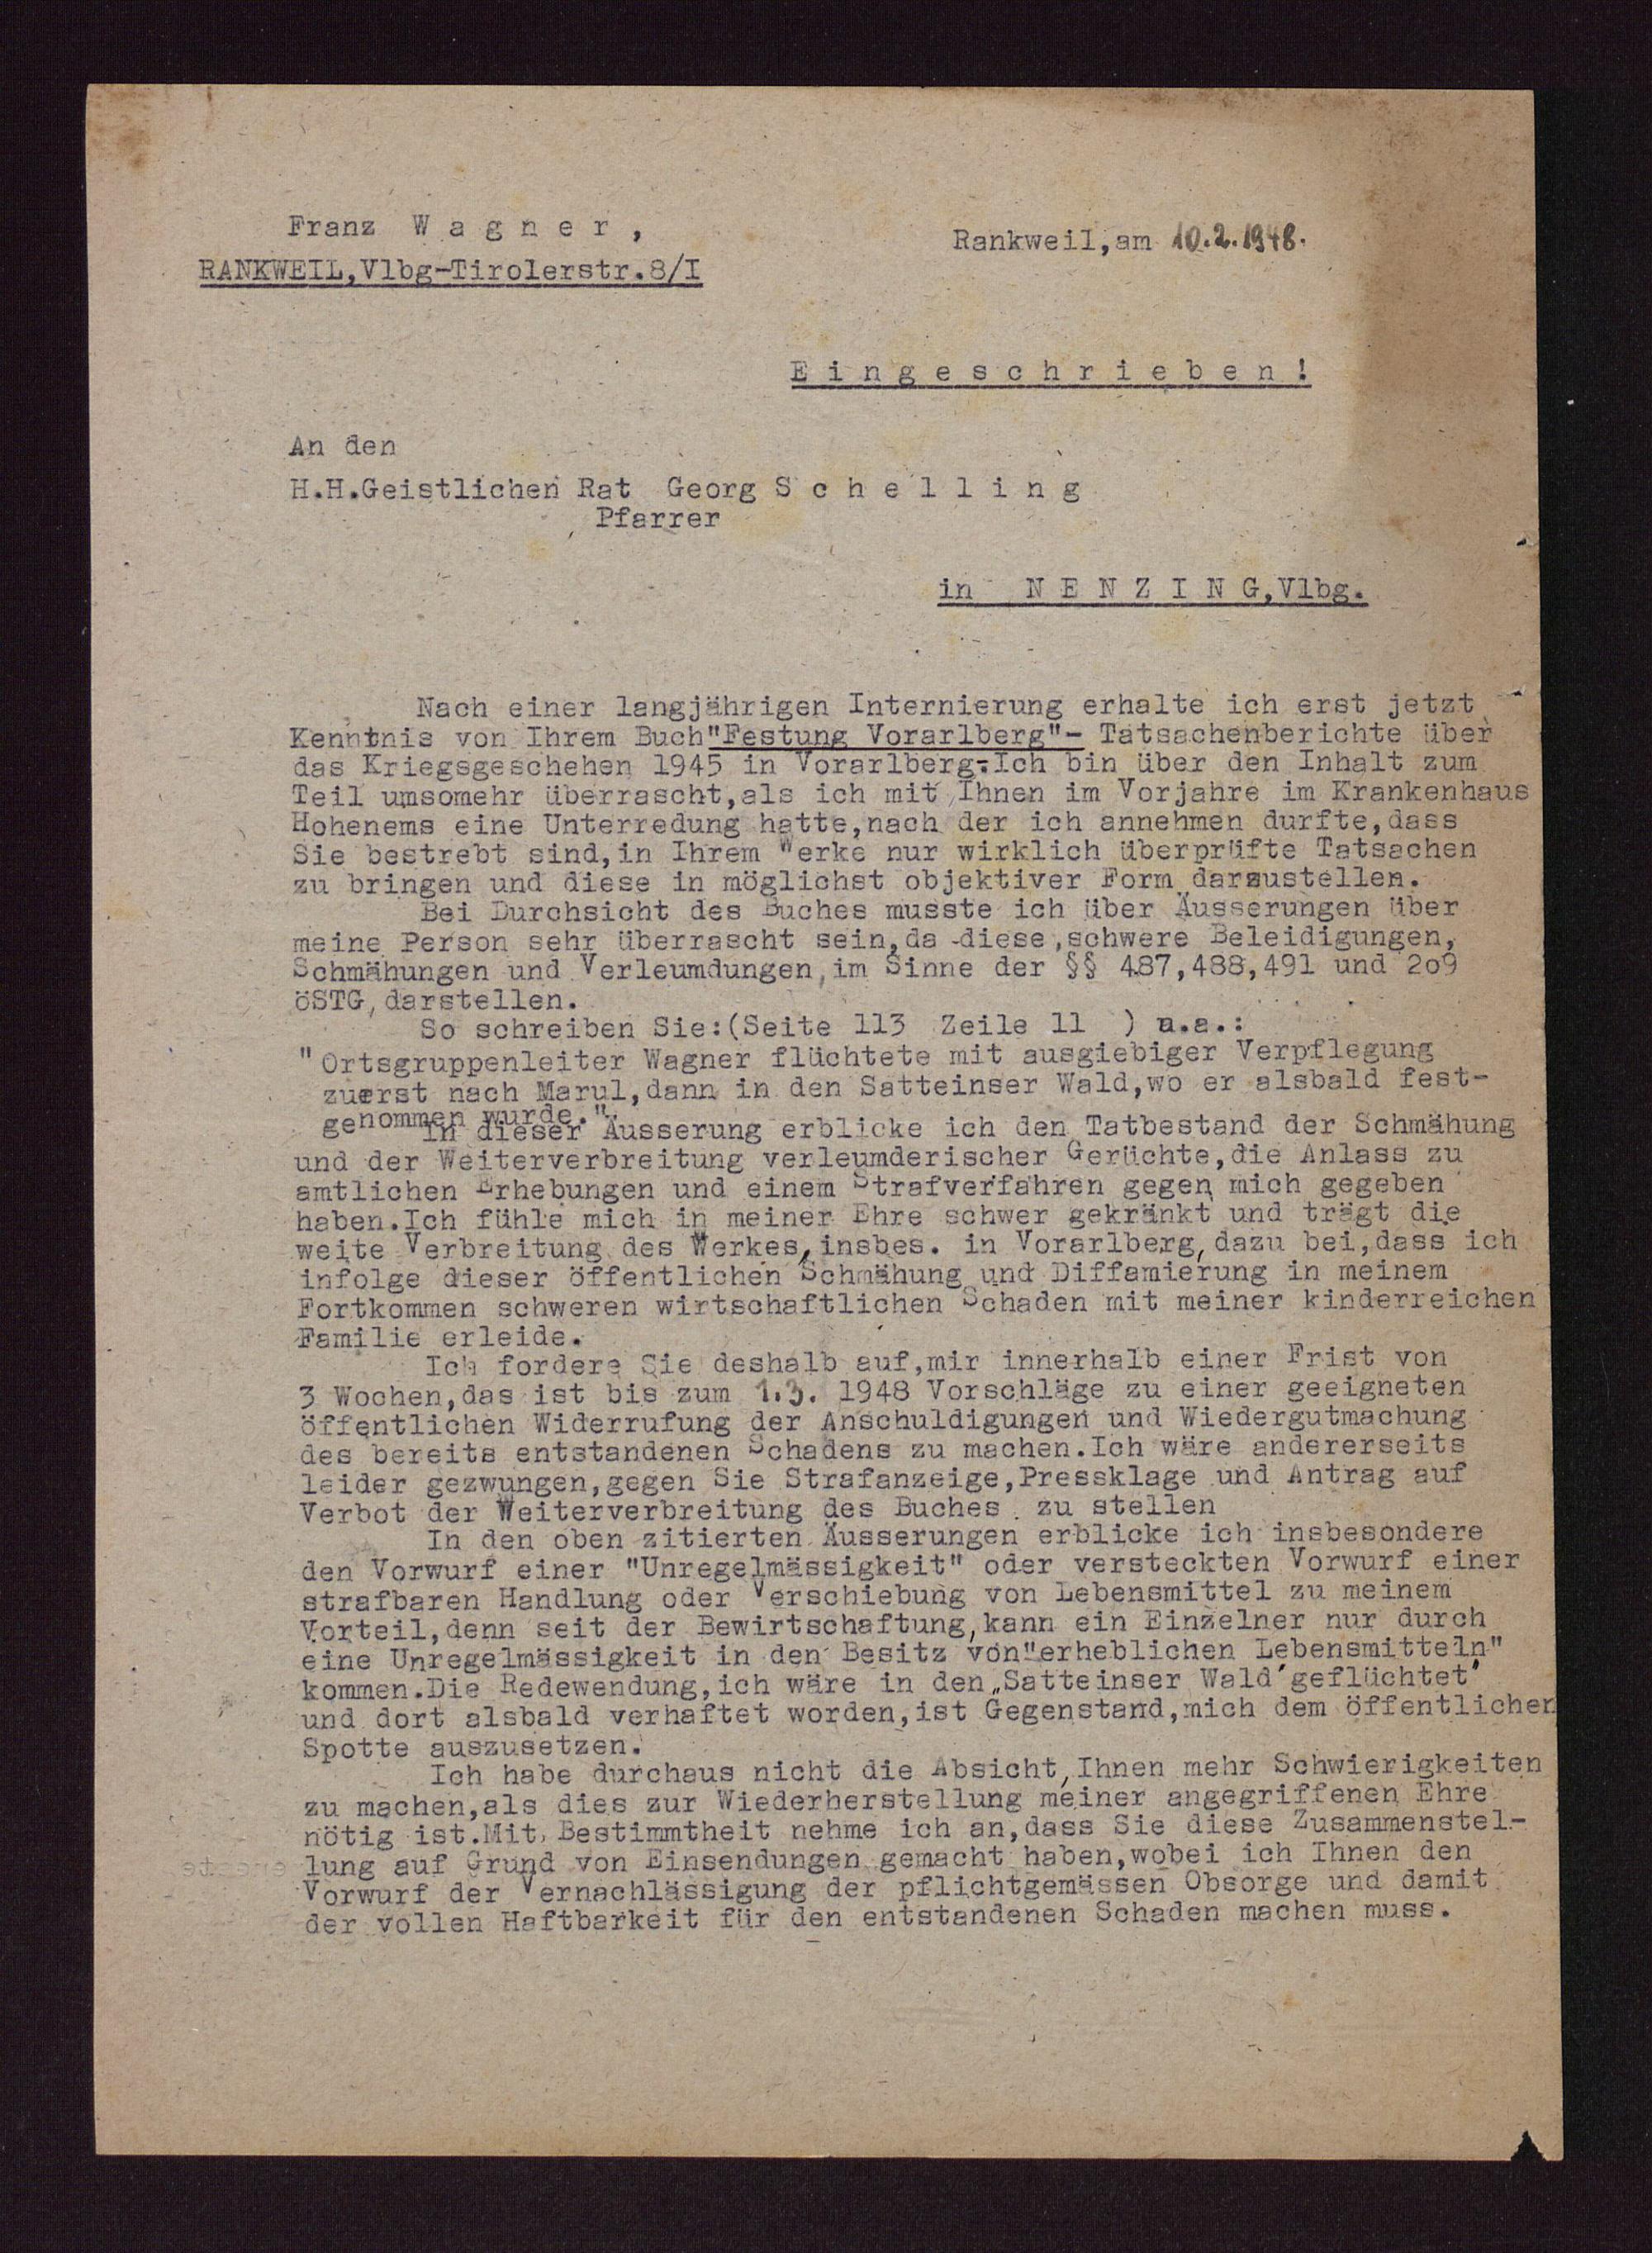 Franz W a g n e r ,
RANKWEIL,Vlbg-Tirolerstr.8/I
Rankweil,am 10.2.1948.
E i n g e s c h r i e b e n !
An den
H.H.Geistlichen Rat Georg S c h e l l i n g
Pfarrer
in N E N Z I N G,Vlbg.
Nach einer langjährigen Internierung erhalte ich erst jetzt
Kenntnis von Ihrem Buch"Festung Vorarlberg"- Tatsachenberichte über
das Kriegsgeschehen 1945 in Vorarlberg-.Ich bin über den Inhalt zum
Teil umsomehr überrascht,als ich mit Ihnen im Vorjahre im Krankenhaus
Hohenems eine Unterredung hatte,nach der ich annehmen durfte,dass
Sie bestrebt sind,in Ihrem Werke nur wirklich überprüfte Tatsachen
zu bringen und diese in möglichst objektiver Form darzustellen.
Bei Durchsicht des Buches musste ich über Äusserungen über
meine Person sehr überrascht sein,da diese,schwere Beleidigungen,
Schmähungen und Verleumdungen,im Sinne der §§ 487,488,491 und 2o9
öSTG,darstellen.
So schreiben Sie:(Seite 113 Zeile 11 ) u.a.:
"Ortsgruppenleiter Wagner flüchtete mit ausgiebiger Verpflegung
zuerst nach Marul,dann in den Satteinser Wald,wo er alsbald fest-
genommen wurde."
In dieser Äusserung erblicke ich den Tatbestand der Schmähung
und der Weiterverbreitung verleumderischer Gerüchte,die Anlass zu
amtlichen Erhebungen und einem Strafverfahren gegen mich gegeben
haben.Ich fühle mich in meiner Ehre schwer gekränkt und trägt die
weite Verbreitung des Werkes,insbes. in Vorarlberg,dazu bei,dass ich
infolge dieser öffentlichen Schmähung und Diffamierung in meinem
Fortkommen schweren wirtschaftlichen Schaden mit meiner kinderreichen
Familie erleide.
Ich fordere Sie deshalb auf,mir innerhalb einer Frist von
3 Wochen,das ist bis zum 1.3. 1948 Vorschläge zu einer geeigneten
öffentlichen Widerrufung der Anschuldigungen und Wiedergutmachung
des bereits entstandenen Schadens zu machen.Ich wäre andererseits
leider gezwungen,gegen Sie Strafanzeige,Pressklage und Antrag auf
Verbot der Weiterverbreitung des Buches zu stellen
In den oben zitierten Äusserungen erblicke ich insbesondere
den Vorwurf einer "Unregelmässigkeit" oder versteckten Vorwurf einer
strafbaren Handlung oder Verschiebung von Lebensmittel zu meinem
Vorteil,denn seit der Bewirtschaftung,kann ein Einzelner nur durch
eine Unregelmässigkeit in den Besitz von"erheblichen Lebensmitteln"
kommen.Die Redewendung,ich wäre in den„Satteinser Wald'geflüchtet'
und dort alsbald verhaftet worden,ist Gegenstand,mich dem öffentlichen
Spotte auszusetzen.
Ich habe durchaus nicht die Absicht,Ihnen mehr Schwierigkeiten
zu machen,als dies zur Wiederherstellung meiner angegriffenen Ehre
nötig ist.Mit Bestimmtheit nehme ich an,dass Sie diese Zusammenstel-
lung auf Grund von Einsendungen gemacht haben,wobei ich Ihnen den
Vorwurf der Vernachlässigung der pflichtgemässen Obsorge und damit
der vollen Haftbarkeit für den entstandenen Schaden machen muss.